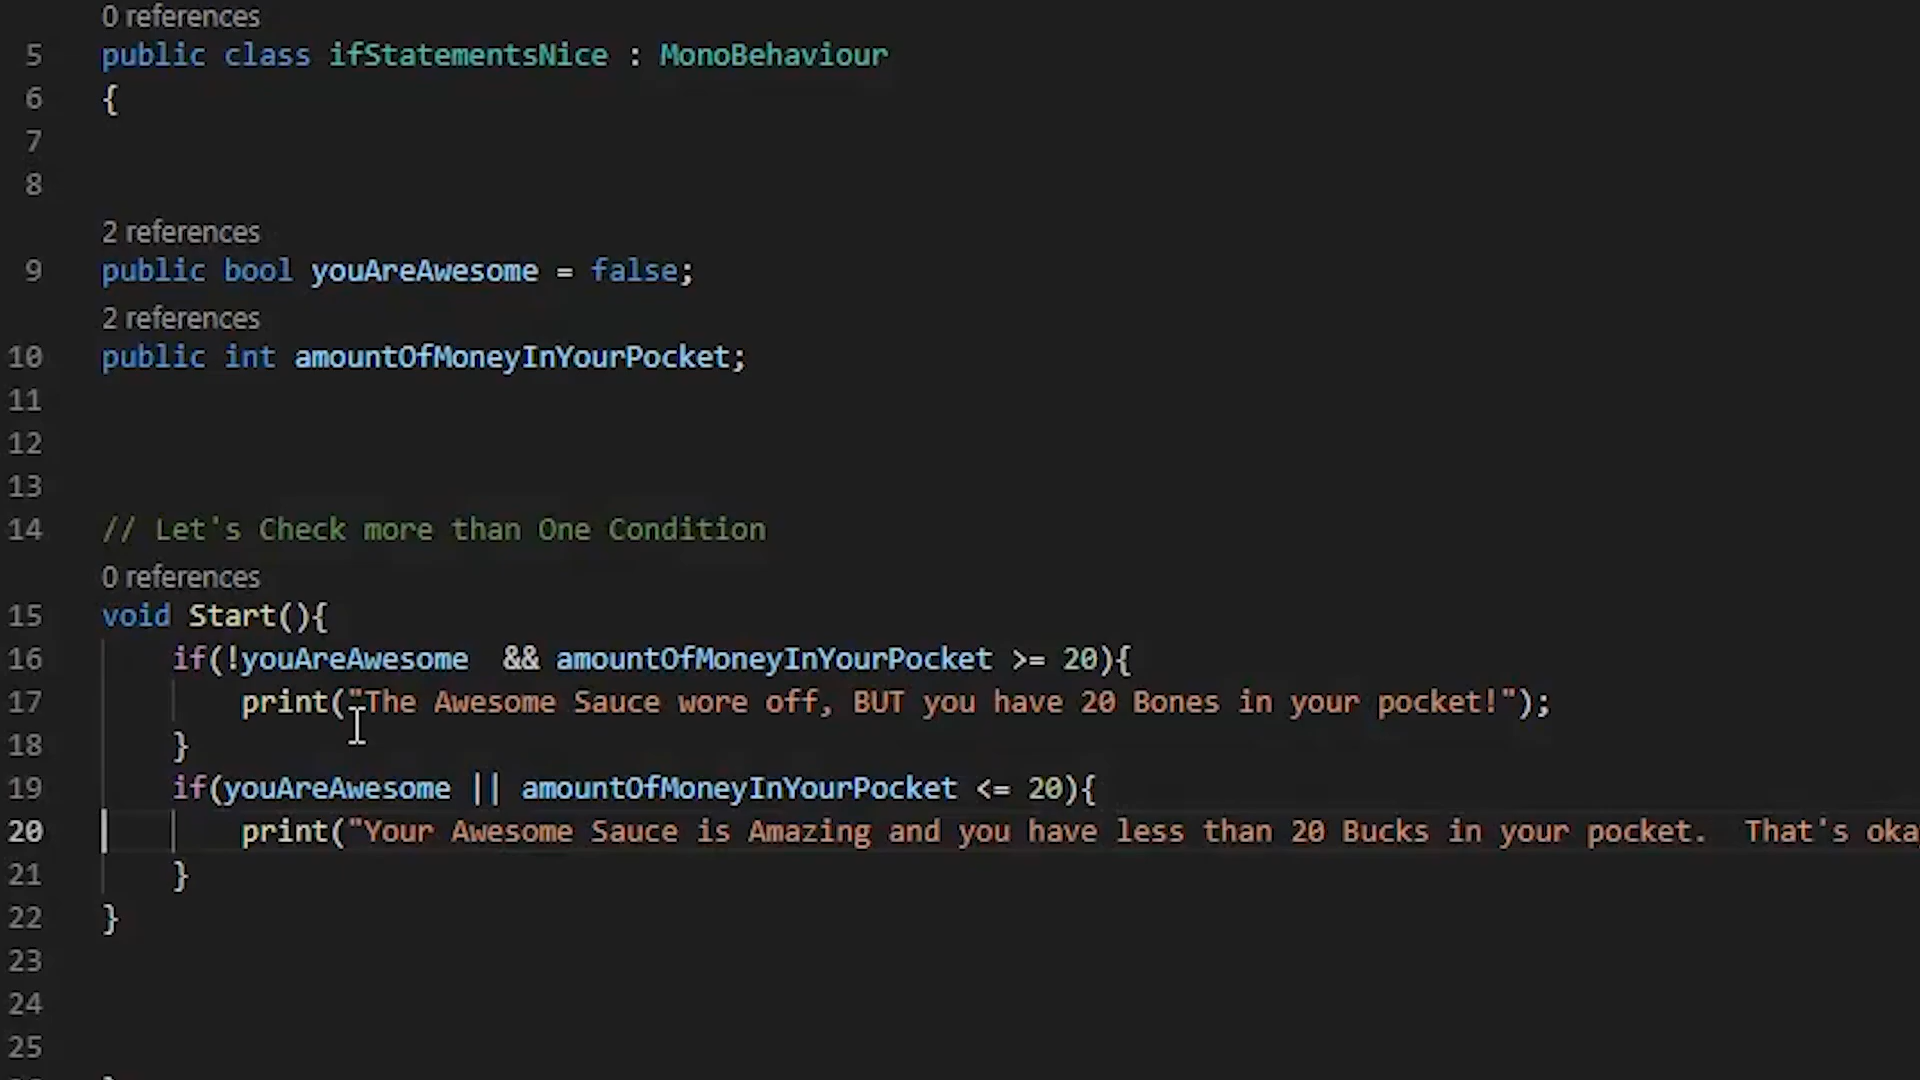 0 references
5 public class ifStatementsNice : MonoBehaviour
6 {
7
8
2 references
9 public bool youAreAwesome = false;
2 references
10 public int amountOfMoneyInYourPocket;
11
12
13
14 // Let's Check more than One Condition
0 references
15 void Start(){
16 if(!youAreAwesome  && amountOfMoneyInYourPocket >= 20){
17 print("The Awesome Sauce wore off, BUT you have 20 Bones in your pocket!");
18 }
19 if(youAreAwesome || amountOfMoneyInYourPocket <= 20){
20 print("Your Awesome Sauce is Amazing and you have less than 20 Bucks in your pocket.  That's oka
21 }
22 }
23
24
25